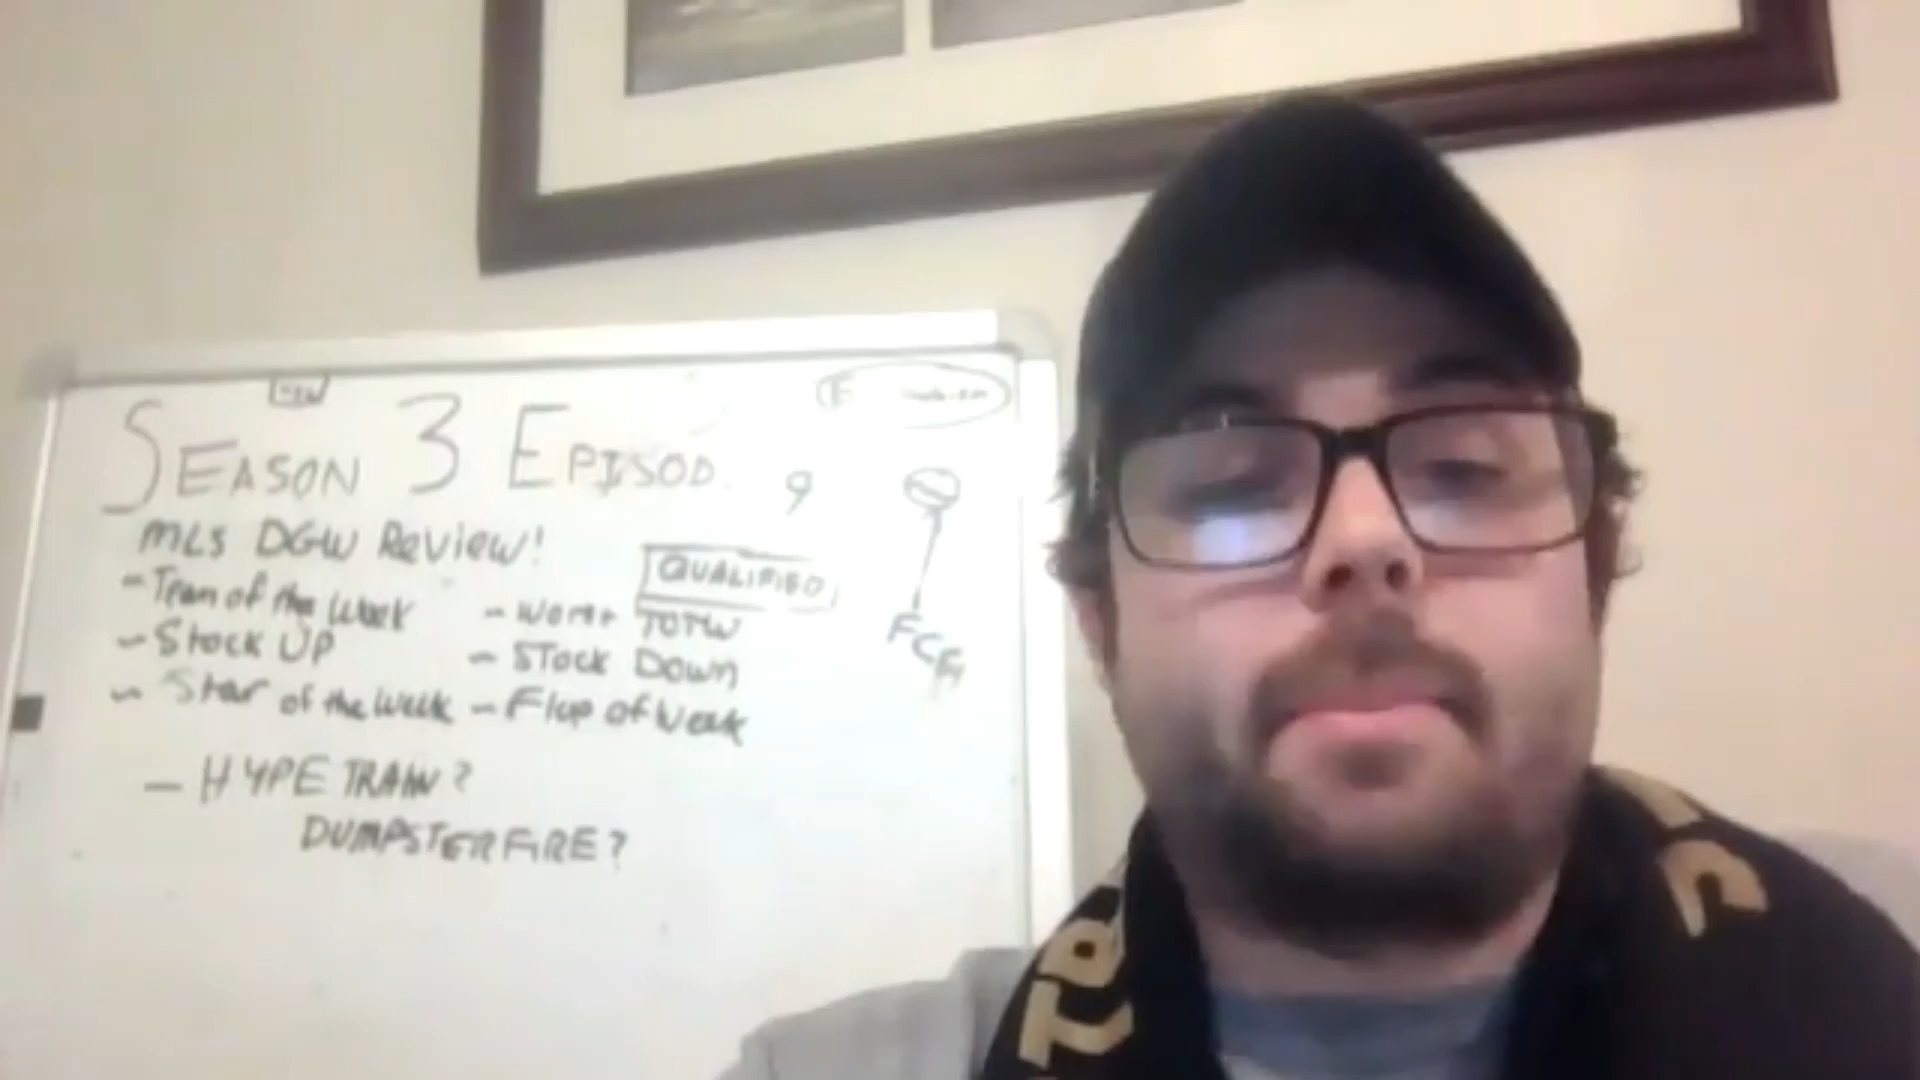 SEASON 3 EPISOD
9
MLS DGW Review!
QUALIFIED
- Team of the Week
- Worst TOTW
- Stock UP
- STock Down
- Star of the Week
- Flop of Week
- HYPE TRAIN?
DUMPSTER FIRE?